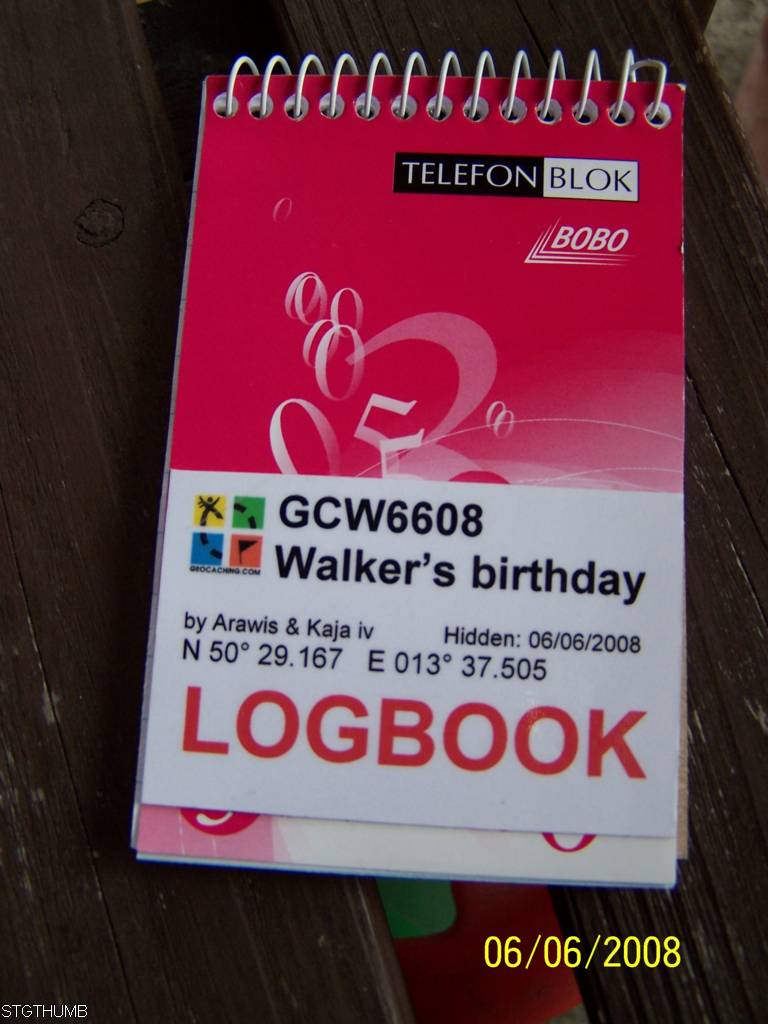 TELEFON BLOK
BOBO
GCW6608
Walker's birthday
GEOCACHING.COM
by Arawis & Kaja iv Hidden: 06/06/2008
N 50° 29.167 E 013° 37.505
LOGBOOK
06/06/2008
STGTHUMB